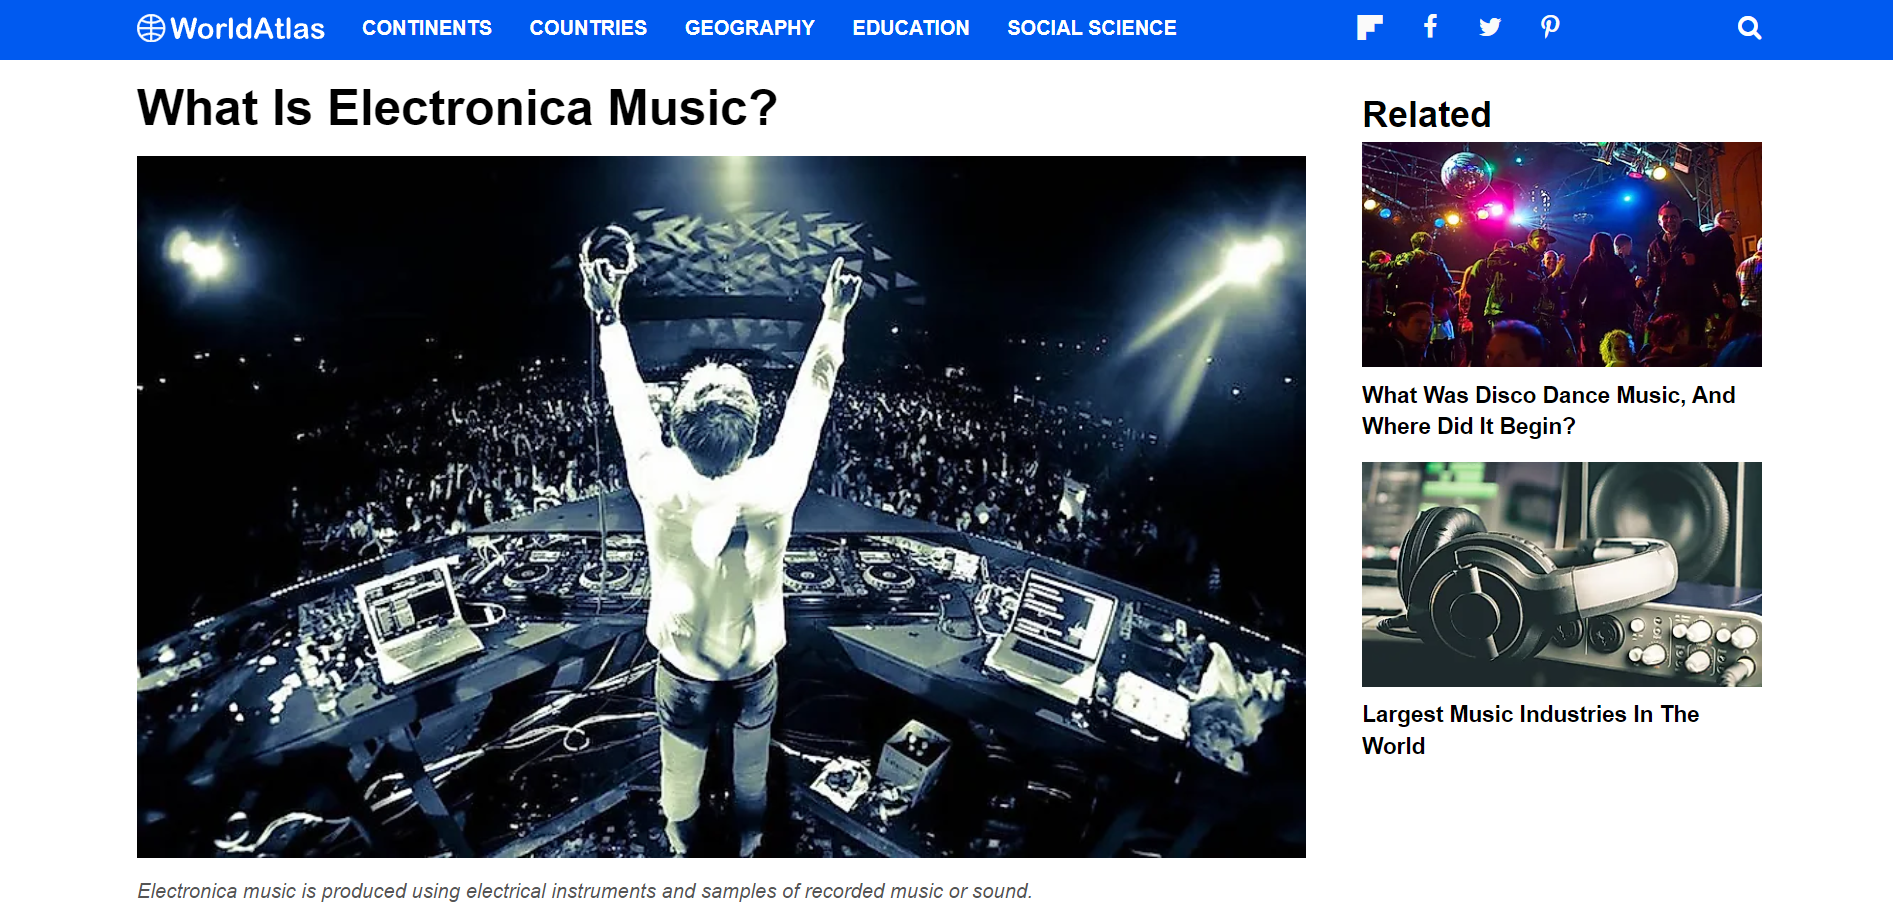 WorldAtlas CONTINENTS COUNTRIES GEOGRAPHY EDUCATION SOCIAL SCIENCE
What Is Electronica Music?
Electronica music is produced using electrical instruments and samples of recorded music or sound.
Related
What Was Disco Dance Music, And
Where Did It Begin?
Largest Music Industries In The
World